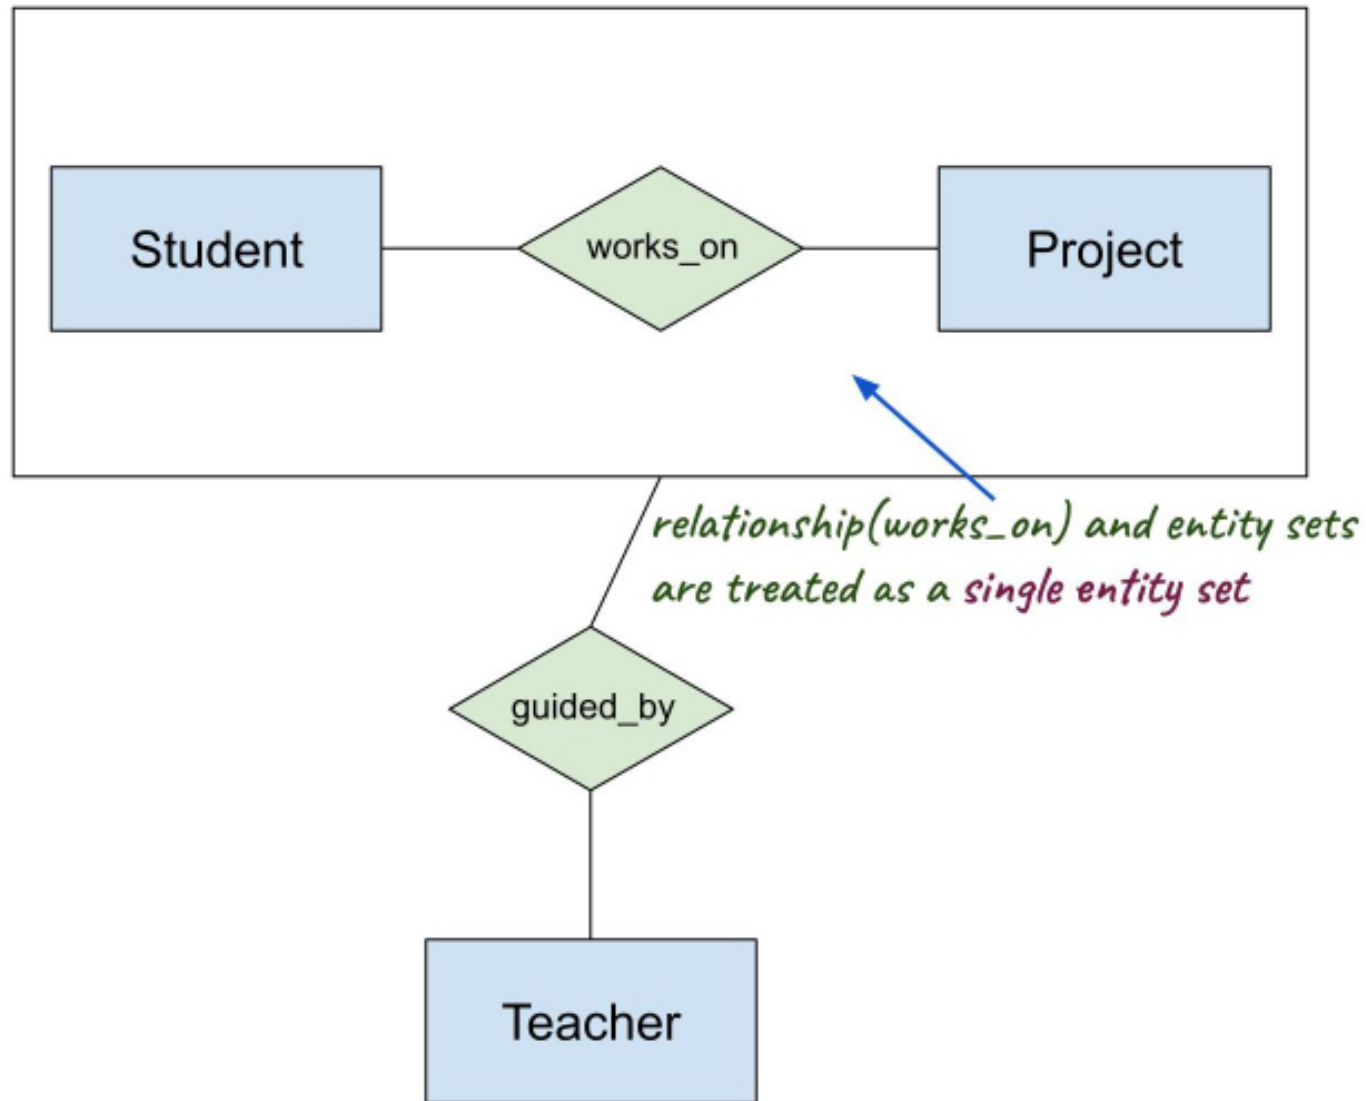 Student
works_on
Project
relationship(works_on) and entity sets
are treated as a single entity set
guided_by
Teacher